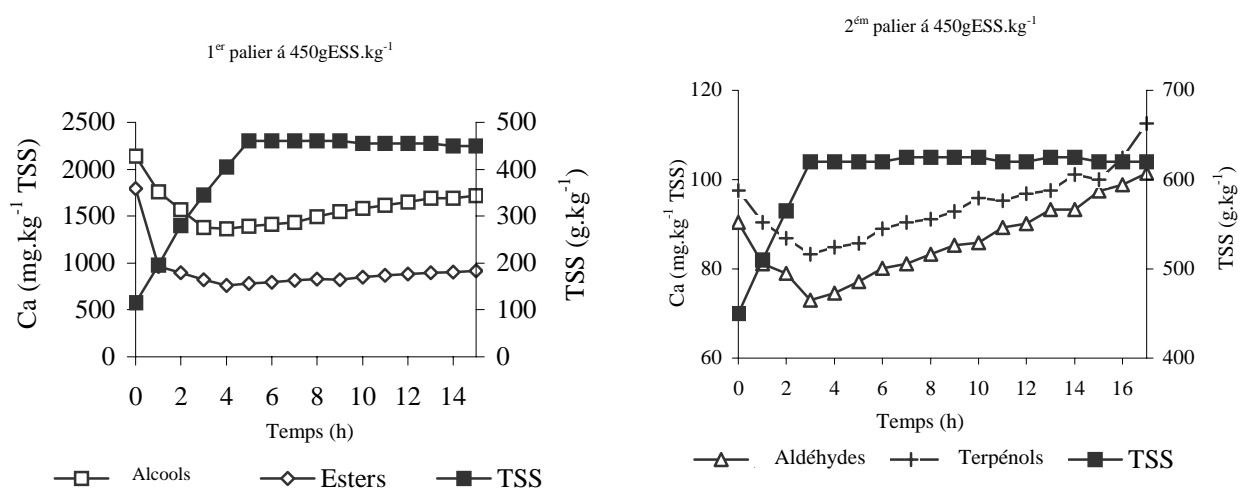 1er palier á 450gESS.kg-1
Ca (mg.kg-1 TSS)
2500
2000
1500
1000
500
0
TSS (g.kg-1)
500
400
300
200
100
0
0 2 4 6 8 10 12 14
Temps (h)
Alcools Esters TSS
2ém palier á 450gESS.kg-1
Ca (mg.kg-1 TSS)
120
100
80
60
TSS (g.kg-1)
700
600
500
400
0 2 4 6 8 10 12 14 16
Temps (h)
Aldéhydes Terpénols TSS